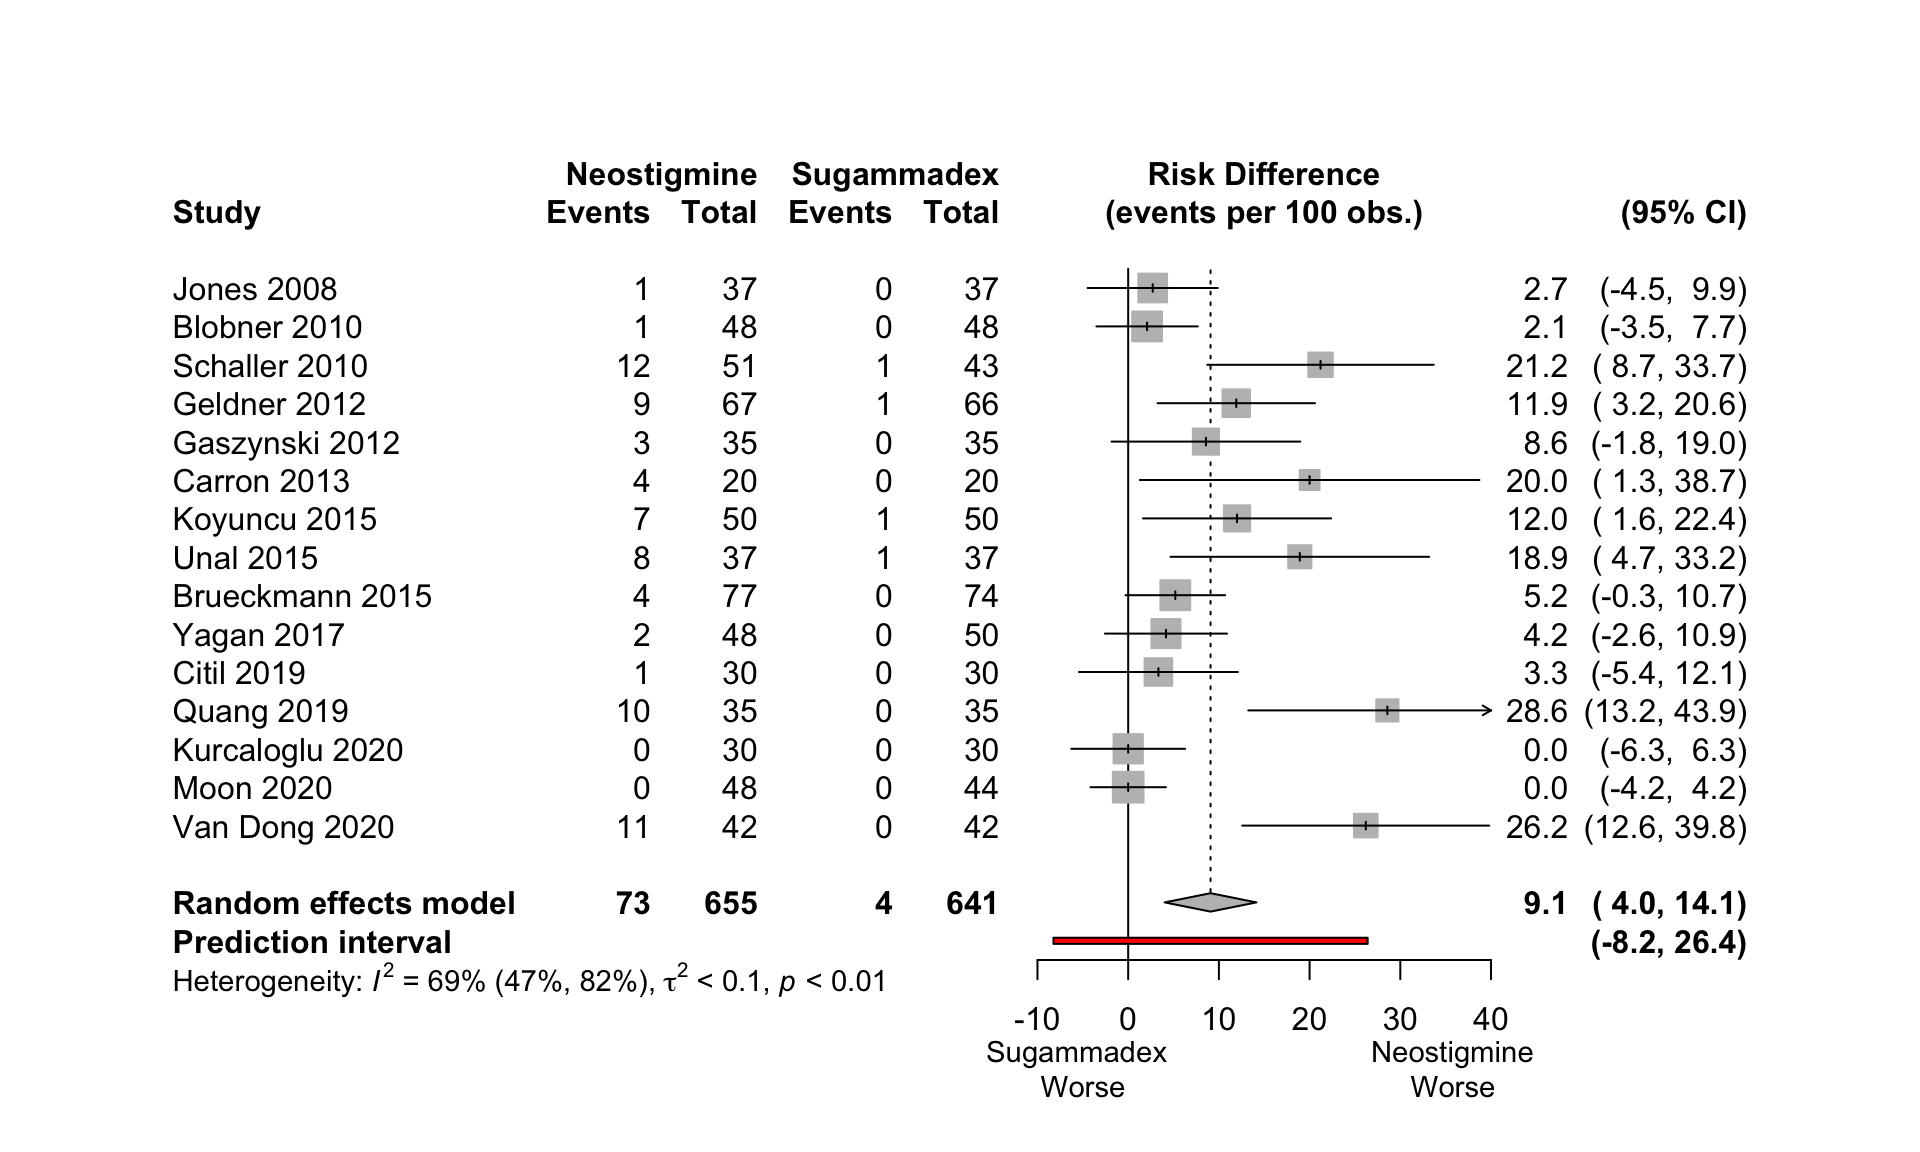 Neostigmine Sugammadex Risk Difference
Study Events Total Events Total (events per 100 obs.) (95% CI)
Jones 2008 1 37 0 37 2.7 (-4.5, 9.9)
Blobner 2010 1 48 0 48 2.1 (-3.5, 7.7)
Schaller 2010 12 51 1 43 21.2 ( 8.7, 33.7)
Geldner 2012 9 67 1 66 11.9 ( 3.2, 20.6)
Gaszynski 2012 3 35 0 35 8.6 (-1.8, 19.0)
Carron 2013 4 20 0 20 20.0 ( 1.3, 38.7)
Koyuncu 2015 7 50 1 50 12.0 ( 1.6, 22.4)
Unal 2015 8 37 1 37 18.9 ( 4.7, 33.2)
Brueckmann 2015 4 77 0 74 5.2 (-0.3, 10.7)
Yagan 2017 2 48 0 50 4.2 (-2.6, 10.9)
Citil 2019 1 30 0 30 3.3 (-5.4, 12.1)
Quang 2019 10 35 0 35 28.6 (13.2, 43.9)
Kurcaloglu 2020 0 30 0 30 0.0 (-6.3, 6.3)
Moon 2020 0 48 0 44 0.0 (-4.2, 4.2)
Van Dong 2020 11 42 0 42 26.2 (12.6, 39.8)
Random effects model 73 655 4 641 9.1 ( 4.0, 14.1)
Prediction interval (-8.2, 26.4)
Heterogeneity: I² = 69% (47%, 82%), τ² < 0.1, p < 0.01
-10 0 10 20 30 40
Sugammadex Neostigmine
Worse Worse